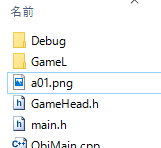 名前
Debug
GameL
a01.png
GameHead.h
main.h
ObjMain.cpp